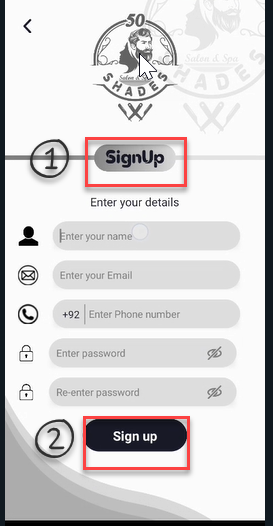 50
Salon & Spa
SHADES
Salon & Spa
SHADES
1
SignUp
Enter your details
Enter your name
Enter your Email
+92 Enter Phone number
Enter password
Re-enter password
2
Sign up